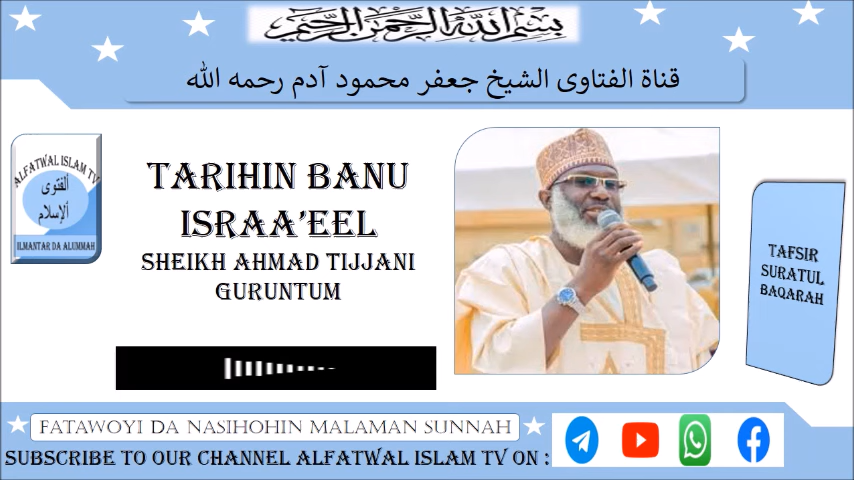 بسم الله الرحمن الرحيم
قناة الفتاوى الشيخ جعفر محمود آدم رحمه الله
ALFATWAL ISLAM TV
الفتوى
الإسلام
ILMANTAR DA ALUMMAH
TARIHIN BANU
ISRAA’EEL
SHEIKH AHMAD TIJJANI
GURUNTUM
TAFSIR
SURATUL
BAQARAH
FATAWOYI DA NASIHOHIN MALAMAN SUNNAH
SUBSCRIBE TO OUR CHANNEL ALFATWAL ISLAM TV ON :